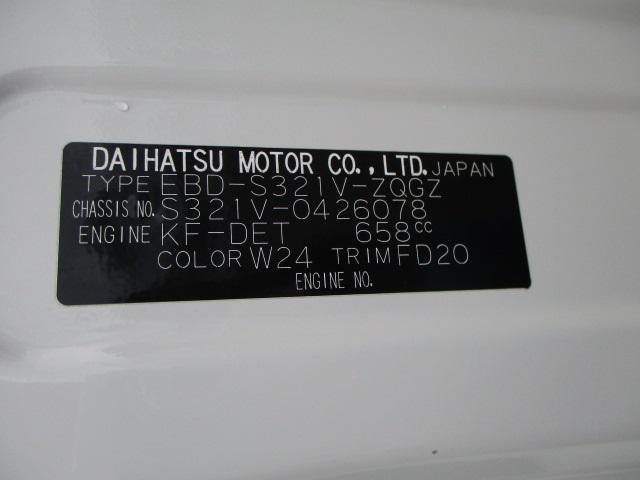 DAIHATSU MOTOR CO.,LTD. JAPAN
TYPE EBD-S321V-ZQGZ
CHASSIS NO. S321V-0426078
ENGINE KF-DET 658cc
COLOR W24 TRIM FD20
ENGINE NO.